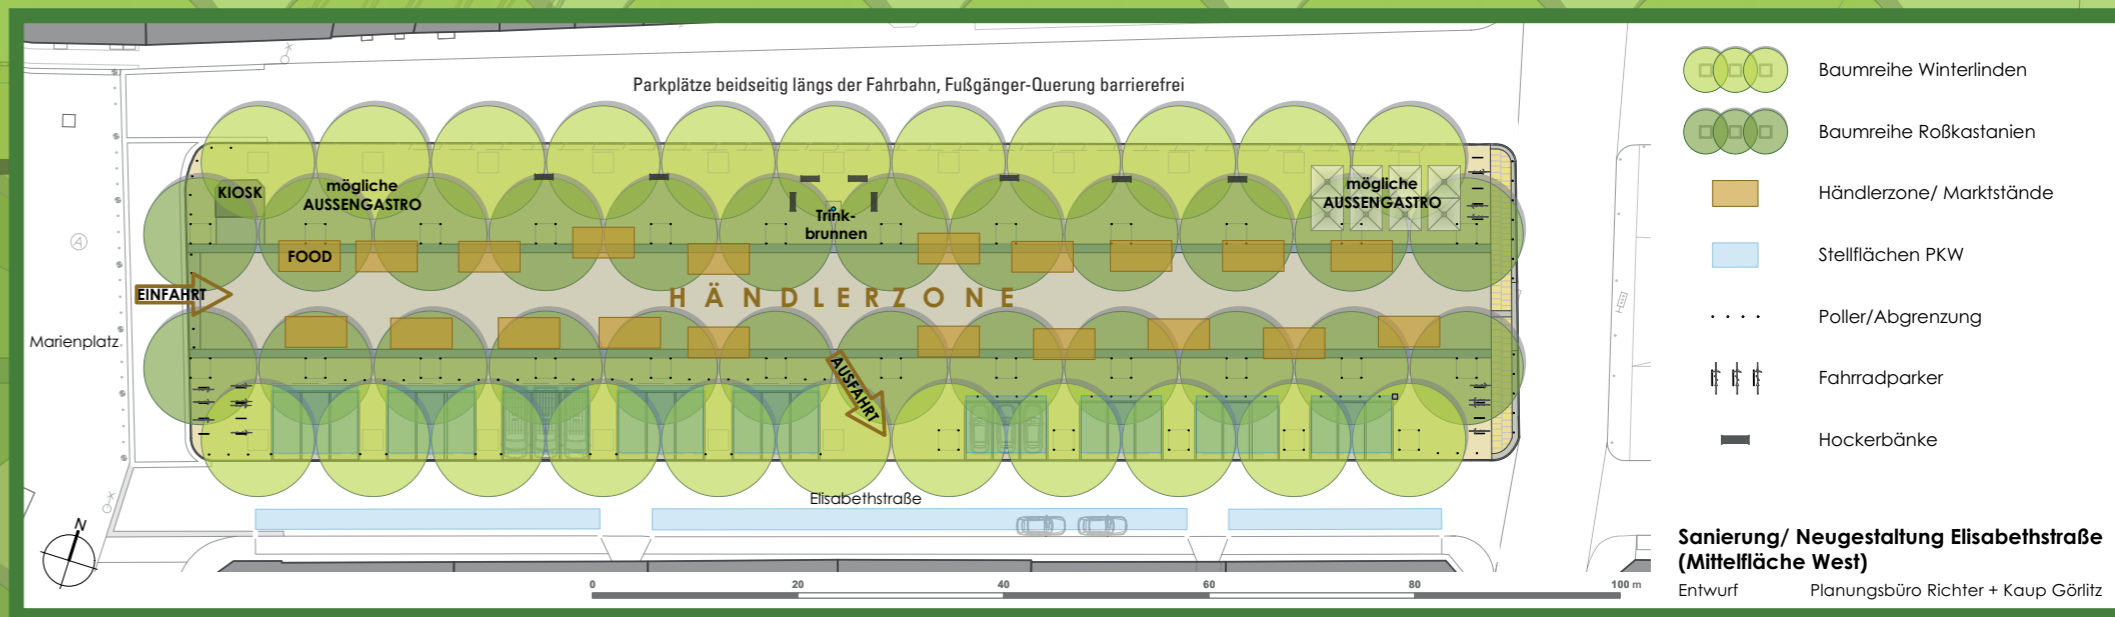 Parkplätze beidseitig längs der Fahrbahn, Fußgänger-Querung barrierefrei
KIOSK
mögliche
AUSSENGASTRO
Trink-
brunnen
mögliche
AUSSENGASTRO
FOOD
EINFAHRT
HÄNDLERZONE
Marienplatz
AUSFAHRT
Elisabethstraße
N
A
0 20 40 60 80 100 m
Baumreihe Winterlinden
Baumreihe Roßkastanien
Händlerzone/ Marktstände
Stellflächen PKW
Poller/Abgrenzung
Fahrradparker
Hockerbänke
Sanierung/ Neugestaltung Elisabethstraße
(Mittelfläche West)
Entwurf Planungsbüro Richter + Kaup Görlitz